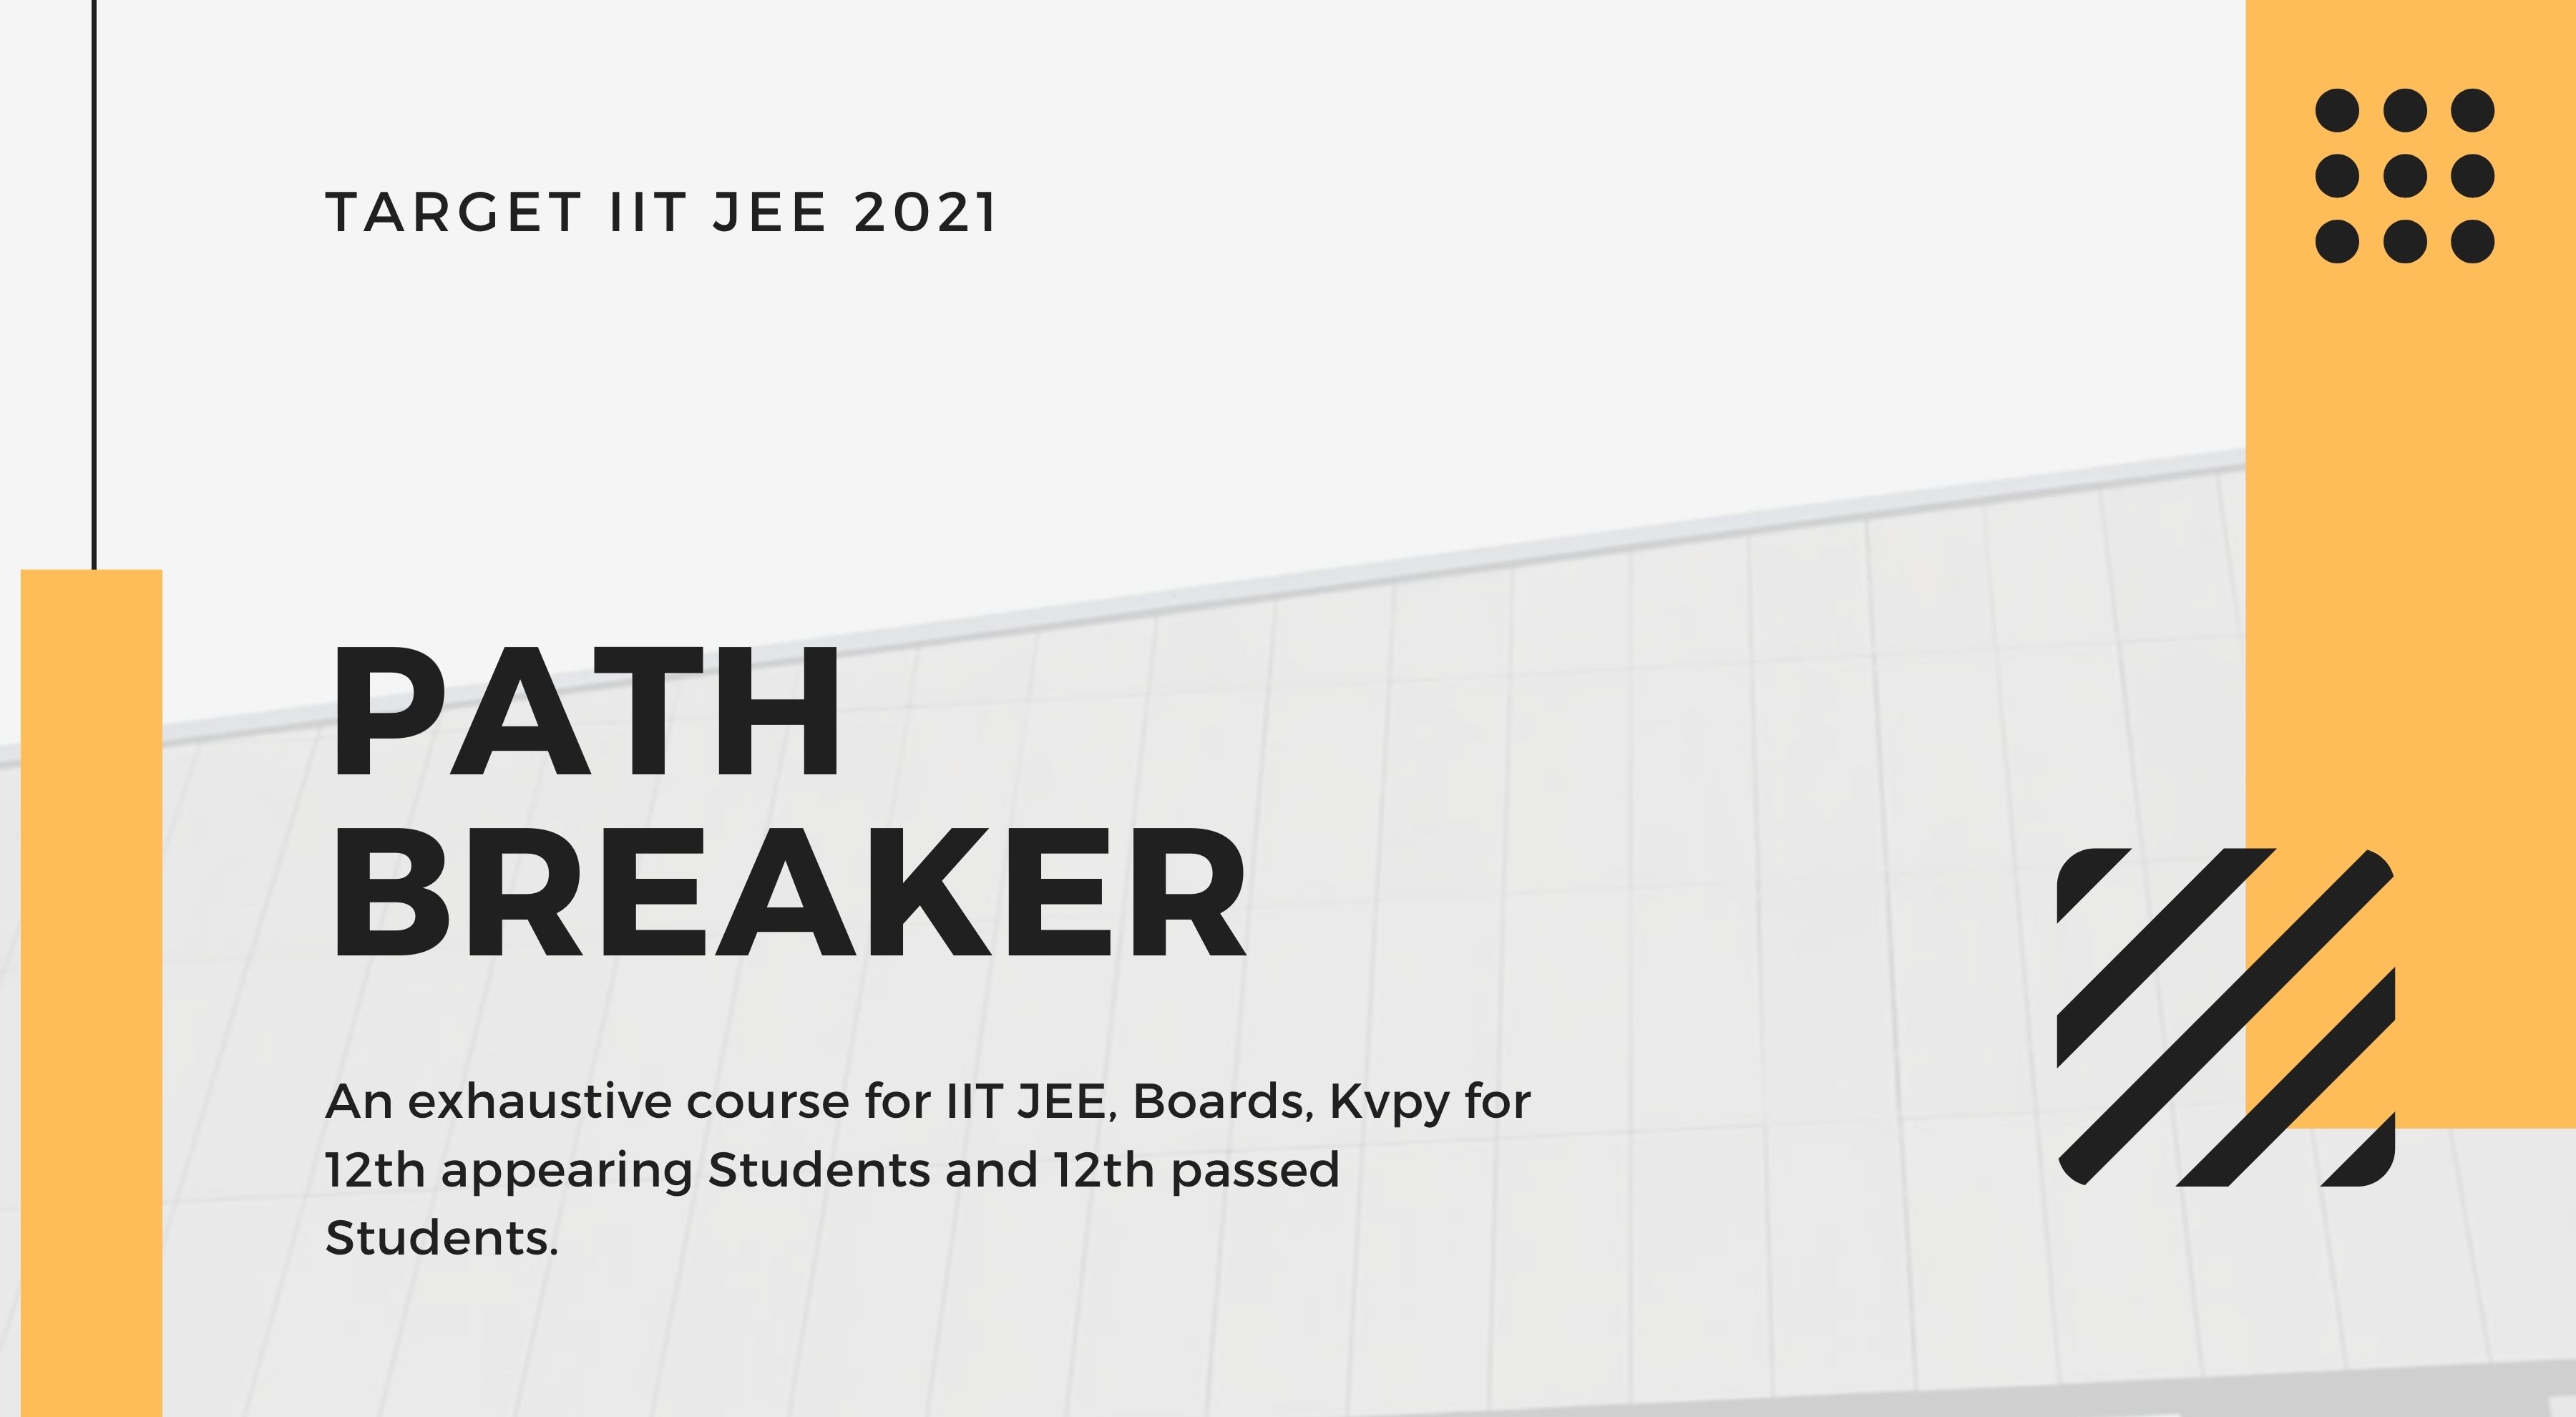 TARGET IIT JEE 2021
PATH
BREAKER
An exhaustive course for IIT JEE, Boards, Kvpy for
12th appearing Students and 12th passed
Students.